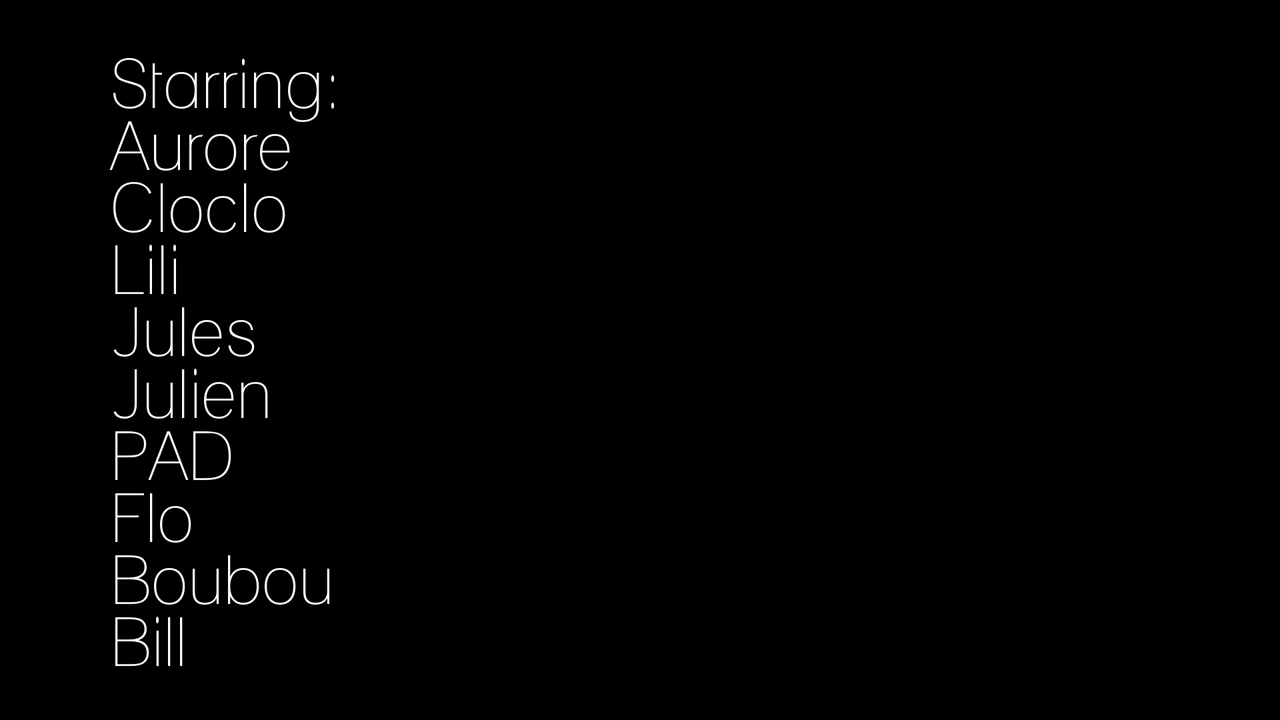 Starring:
Aurore
Cloclo
Lili
Jules
Julien
PAD
Flo
Boubou
Bill